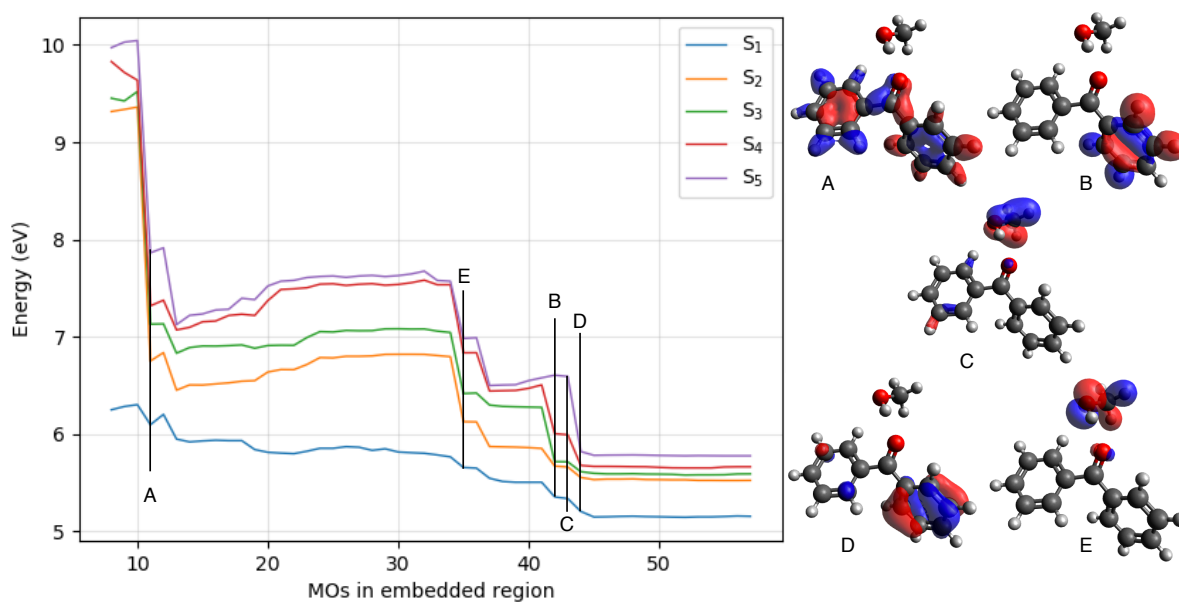 10
9
8
7
6
5
Energy (eV)
10
20
30
40
50
MOs in embedded region
S₁
S₂
S₃
S₄
S₅
A
E
B
D
C
A
B
C
D
E